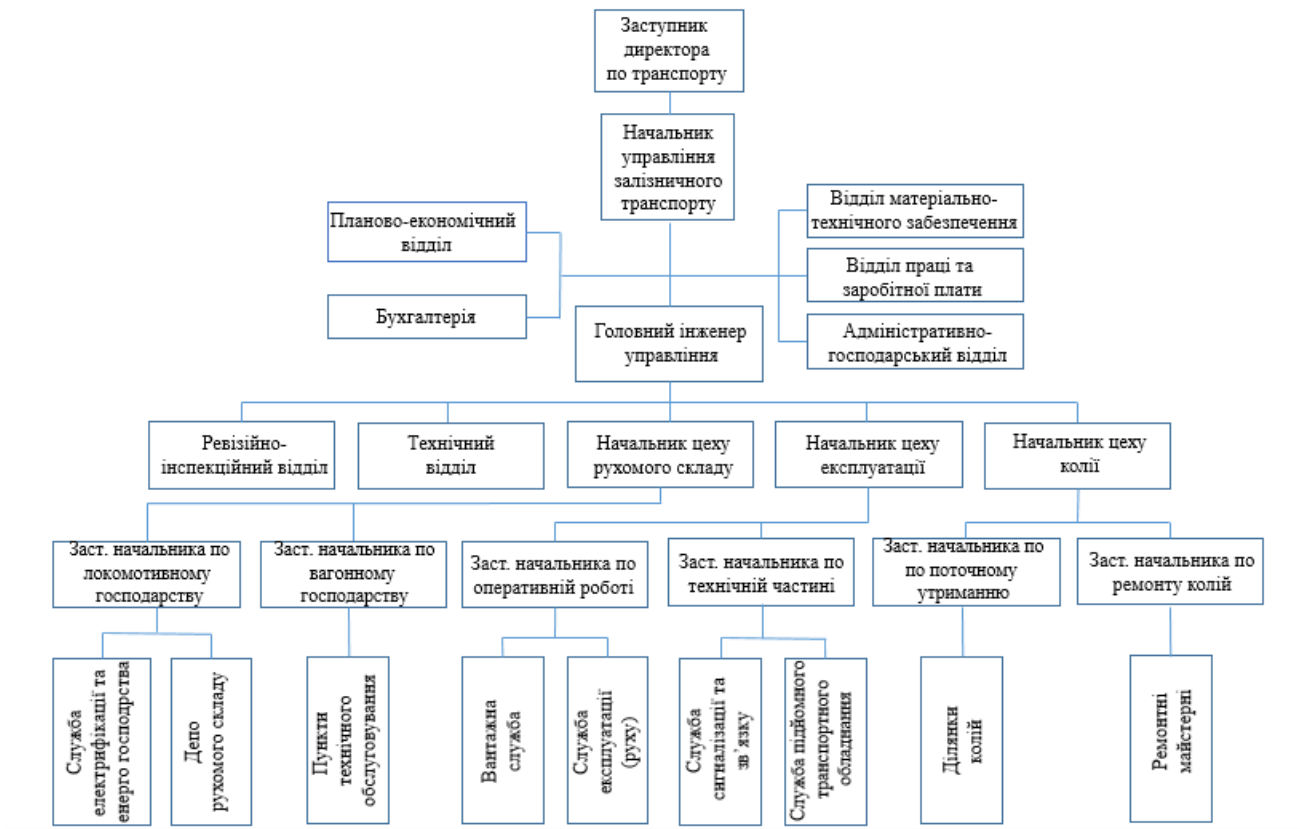 Заступник
директора
по транспорту
Начальник
управління
залізничного
транспорту
Планово-економічний
відділ
Бухгалтерія
Відділ матеріально-
технічного забезпечення
Відділ праці та
заробітної плати
Адміністративно-
господарський відділ
Головний інженер
управління
Ревізійно-
інспекційний відділ
Технічний
відділ
Начальник цеху
рухомого складу
Начальник цеху
експлуатації
Начальник цеху
колії
Заст. начальника по
локомотивному
господарству
Заст. начальника по
вагонному
господарству
Заст. начальника по
оперативній роботі
Заст. начальника по
технічній частині
Заст. начальника по
по поточному
утриманню
Заст. начальника по
ремонту колій
Служба
електрифікації та
енерго господрства
Депо
рухомого складу
Пункти
технічного
обслуговування
Вантажна
служба
Служба
експлуатації
(руху)
Служба
сигналізації та
зв’язку
Служба підйомного
транспортного
обладнання
Ділянки
колій
Ремонтні
майстерні